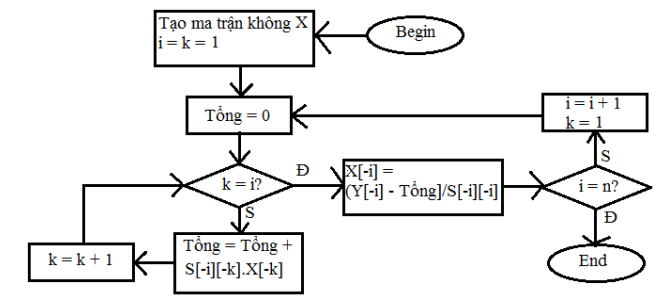 Tạo ma trận không X
i = k = 1
Begin
Tổng = 0
i = i + 1
k = 1
k = i?
Đ
X[-i] =
(Y[-i] - Tổng]/S[-i][-i]
i = n?
S
Đ
S
Tổng = Tổng +
S[-i][-k].X[-k]
k = k + 1
End